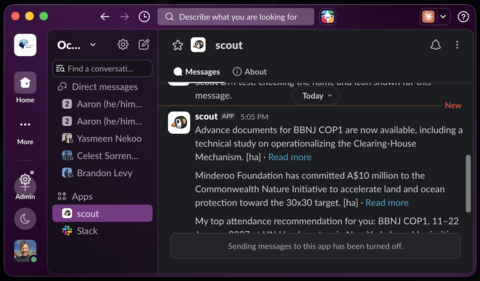 Describe what you are looking for
Oc...
scout
Find a conversati...
Messages
About
Home
Direct messages
message.
Today
2 Aaron (he/him...
New
2 Aaron (he/him...
scout APP 5:05 PM
More
Yasmeen Nekoo
Advance documents for BBNJ COP1 are now available, including a
Celest Sorren...
technical study on operationalizing the Clearing-House
Brandon Levy
Mechanism. [ha] · Read more
Admin
Minderoo Foundation has committed A$10 million to the
Apps
Commonwealth Nature Initiative to accelerate land and ocean
scout
protection toward the 30x30 target. [ha] · Read more
Slack
My top attendance recommendation for you: BBNJ COP1, 11–22
Sending messages to this app has been turned off.